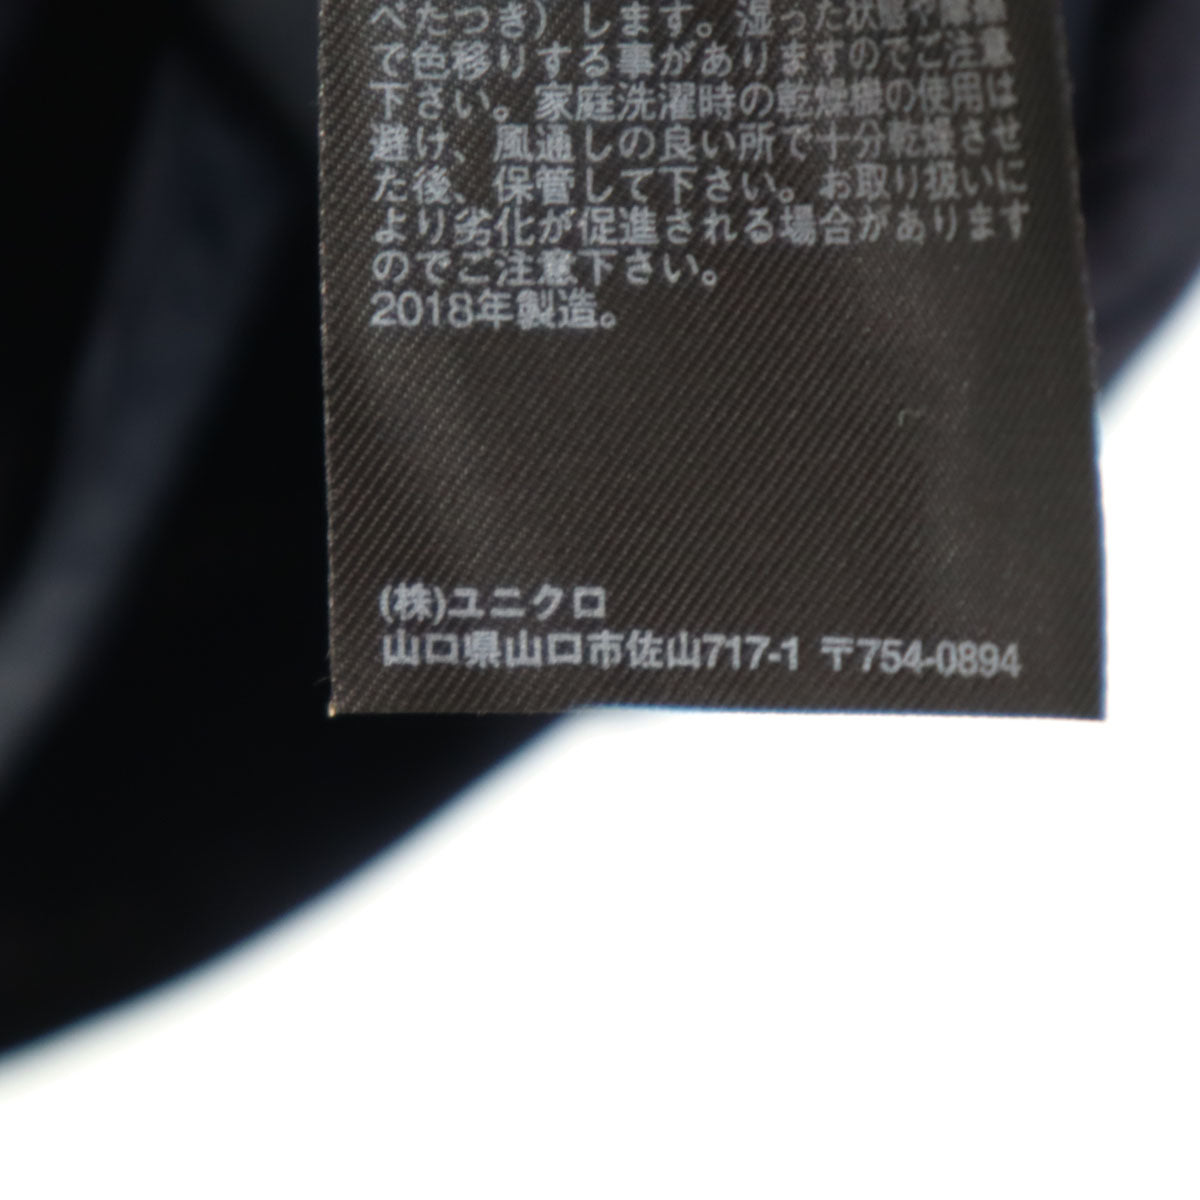 べたつき）します。湿った状態や摩擦
で色移りする事がありますのでご注意
下さい。家庭洗濯時の乾燥機の使用は
避け、風通しの良い所で十分乾燥させ
た後、保管して下さい。お取り扱いに
より劣化が促進される場合があります
のでご注意下さい。
2018年製造。
(株)ユニクロ
山口県山口市佐山717-1 〒754-0894